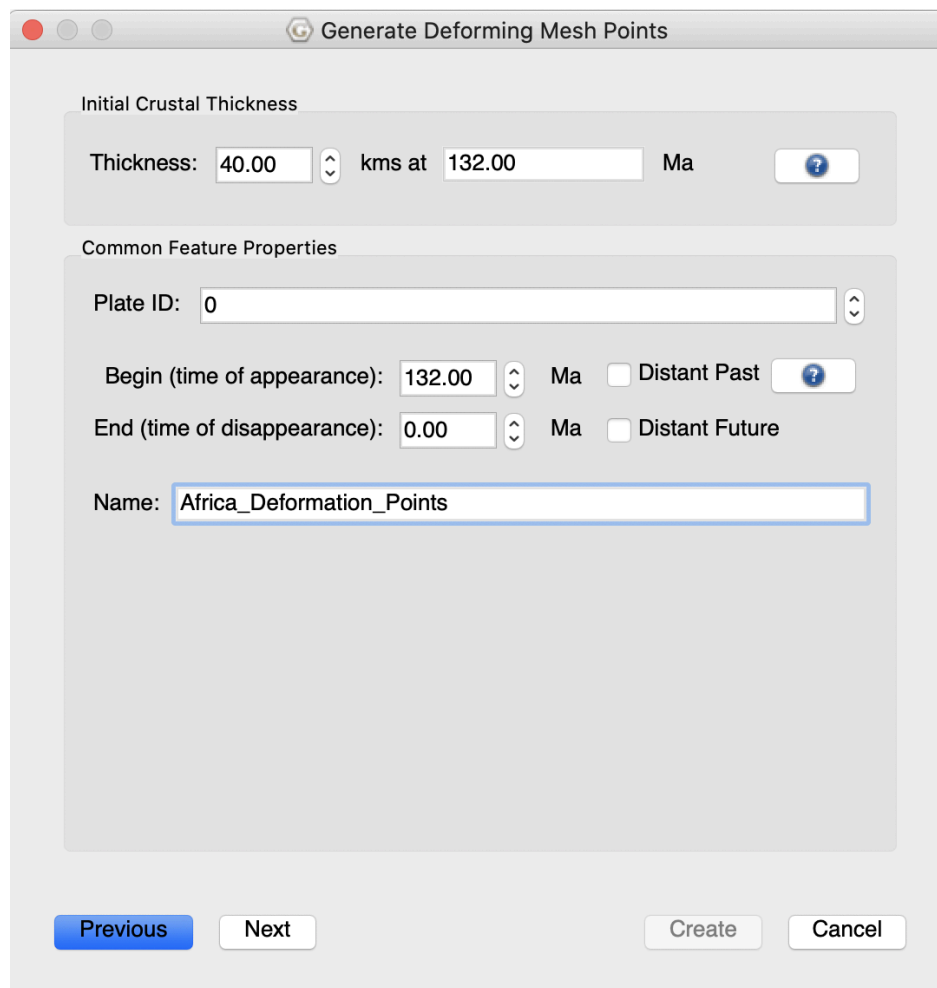 Generate Deforming Mesh Points
Initial Crustal Thickness
Thickness: 40.00 kms at 132.00 Ma
Common Feature Properties
Plate ID: 0
Begin (time of appearance): 132.00 Ma Distant Past
End (time of disappearance): 0.00 Ma Distant Future
Name: Africa_Deformation_Points
Previous Next Create Cancel